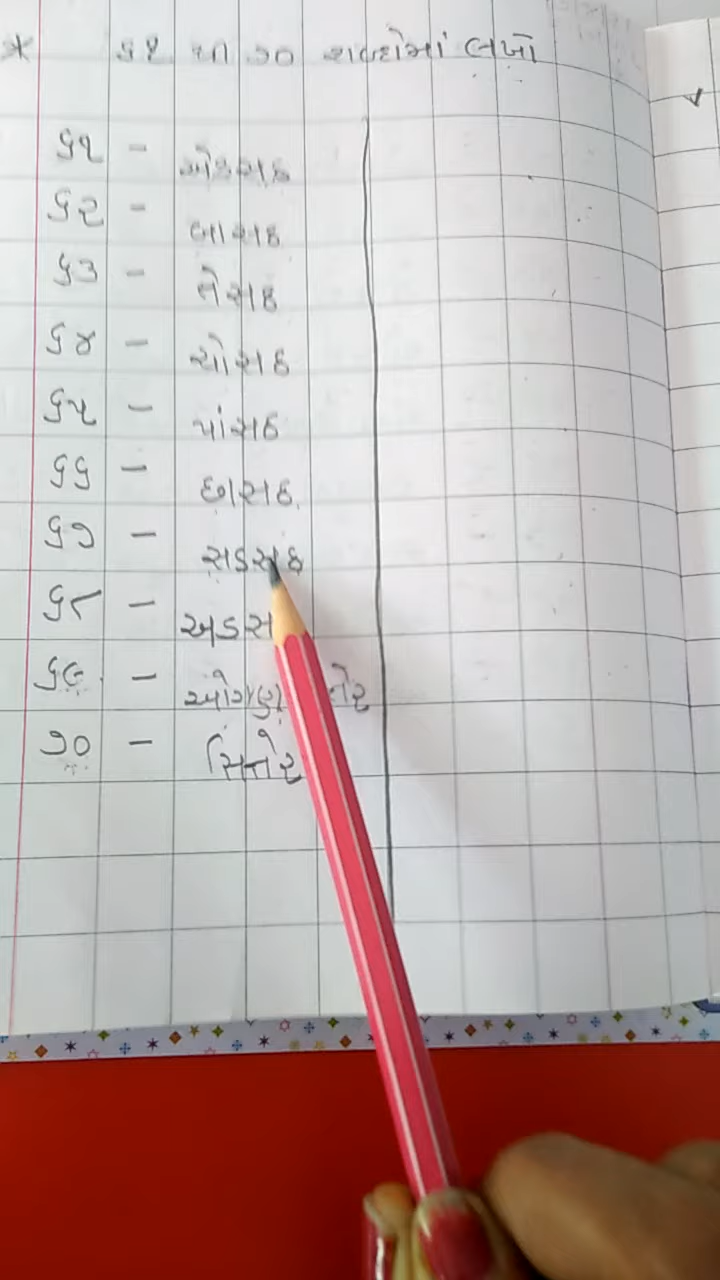 * ૬૧ થી ૭૦ શબ્દોમાં લખો
૬૧ - એકસઠ
૬૨ - બાસઠ
૬૩ - તેસઠ
૬૪ - ચોસઠ
૬૫ - પાંસઠ
૬૬ - છાસઠ
૬૭ - સડસઠ
૬૮ - અડસ
૬૯ - ઓગણ તેર
૭૦ - સિતેર